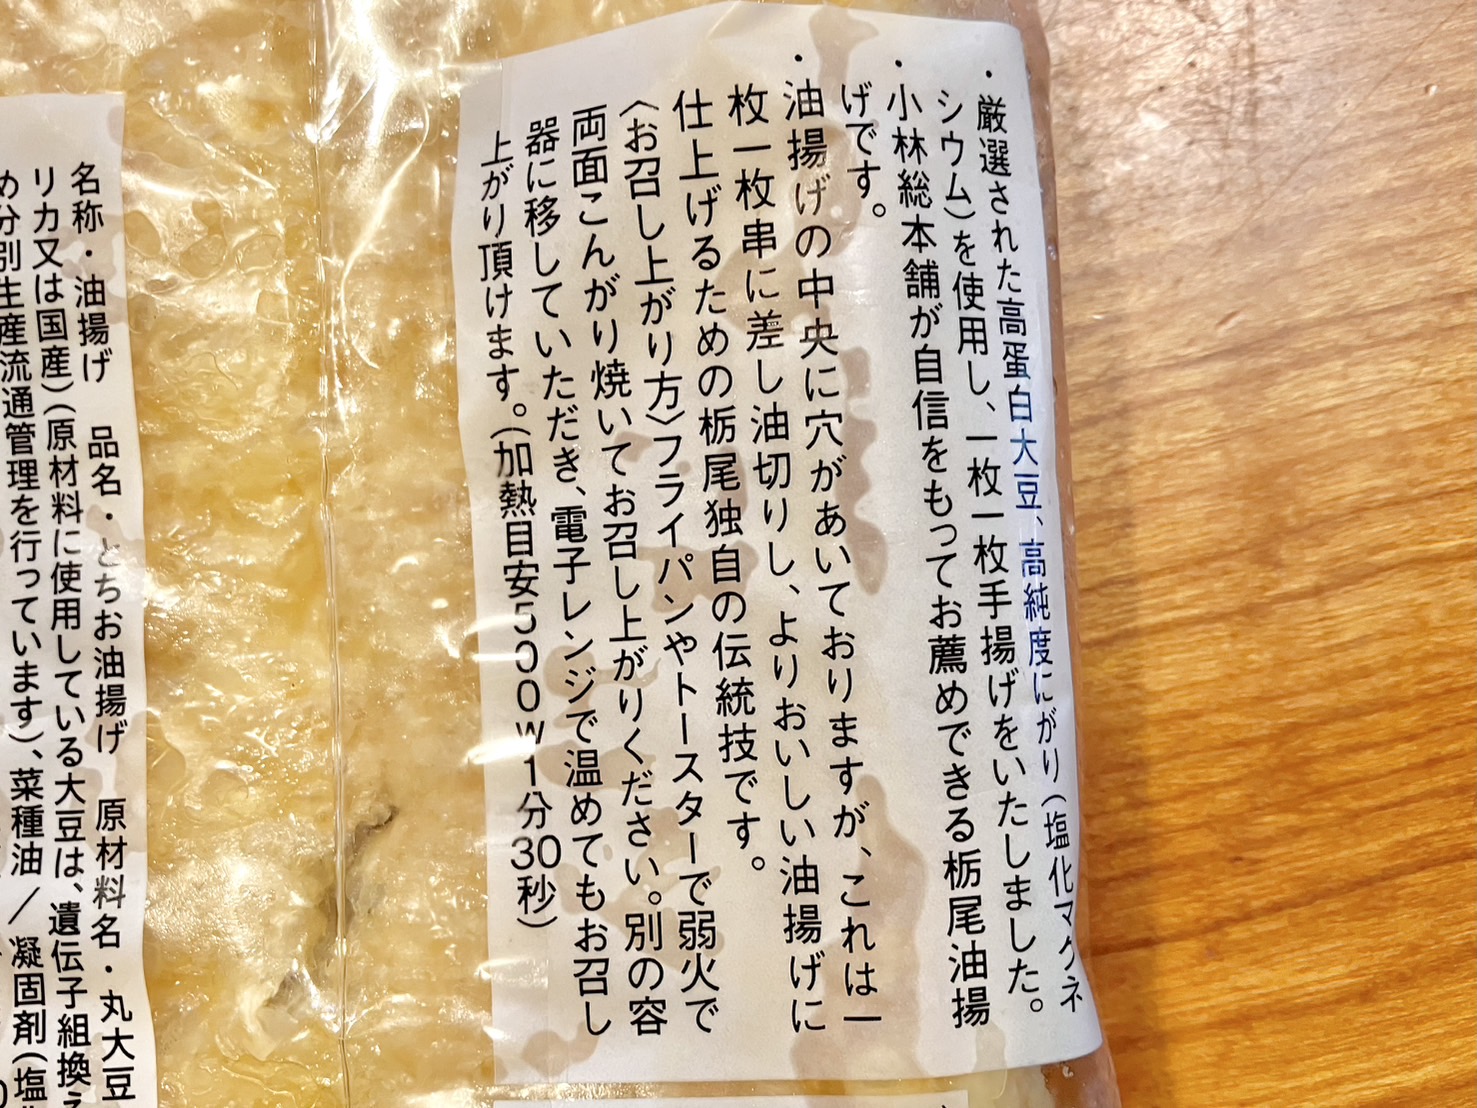 ・厳選された高蛋白大豆、高純度にがり(塩化マグネ
シウム)を使用し、一枚一枚手揚げをいたしました。
・小林総本舗が自信をもってお薦めできる栃尾油揚
げです。
・油揚げの中央に穴があいておりますが、これは一
枚一枚串に差し油切りし、よりおいしい油揚げに
仕上げるための栃尾独自の伝統技です。
〈お召し上がり方〉フライパンやトースターで弱火で
両面こんがり焼いてお召し上がりください。別の容
器に移していただき、電子レンジで温めてもお召し
上がり頂けます。(加熱目安500w1分30秒)
名称・油揚げ 品名・とちお油揚げ 原材料名・丸大豆
リカ又は国産)(原材料に使用している大豆は、遺伝子組換え
め分別生産流通管理を行っています)、菜種油/凝固剤(塩